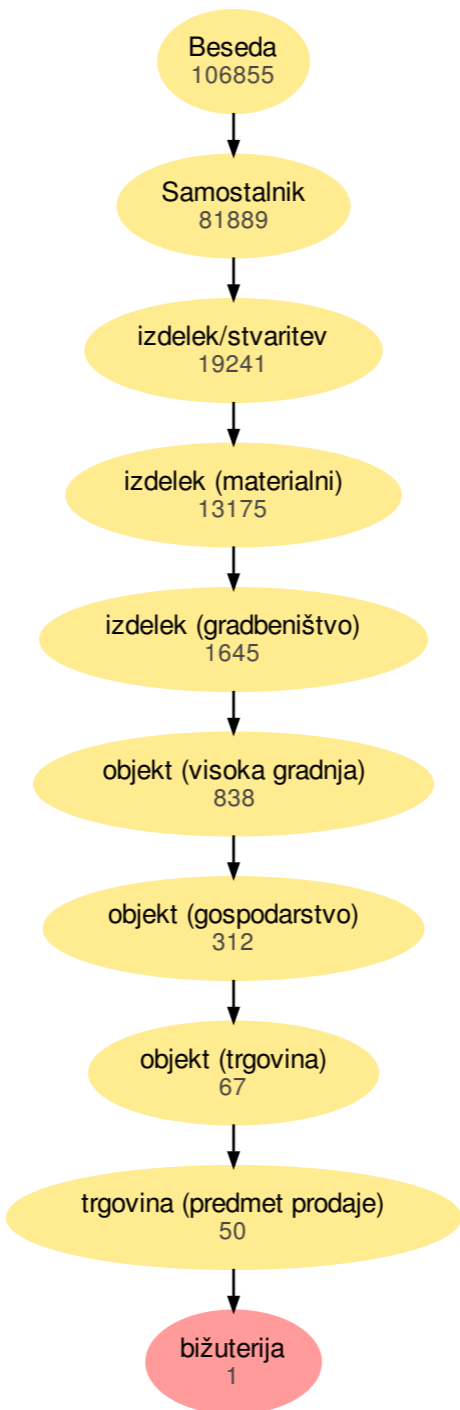 Beseda
106855
Samostalnik
81889
izdelek/stvaritev
19241
izdelek (materialni)
13175
izdelek (gradbeništvo)
1645
objekt (visoka gradnja)
838
objekt (gospodarstvo)
312
objekt (trgovina)
67
trgovina (predmet prodaje)
50
bižuterija
1